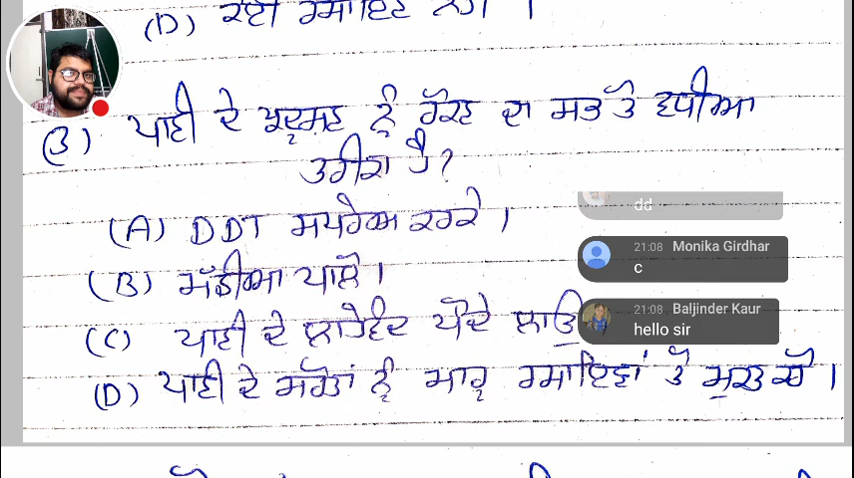 (D)
(3) ਪਾਣੀ ਦੇ ਪ੍ਰਦੂਸਣ ਨੂੰ ਰੋਕਣ ਦਾ ਸਭ ਤੋਂ ਵਧੀਆ
ਤਰੀਕਾ ਹੈ?
(A) DDT ਸਪਰੇਅ ਕਰਕੇ ।
dd
21:08 Monika Girdhar
c
(B) ਮੱਛੀਆ ਪਾਲੋ ।
21:08 Baljinder Kaur
hello sir
(C) ਪਾਣੀ ਦੇ ਲਾਹੇਵੰਦ ਪੌਦੇ
(D) ਪਾਣੀ ਦੇ ਸਰੋਤਾਂ ਨੂੰ ਮਾਰੂ ਰਸਾਇਣਾਂ ਤੋਂ ਮੁਕਤ ਰੱਖੋ ।